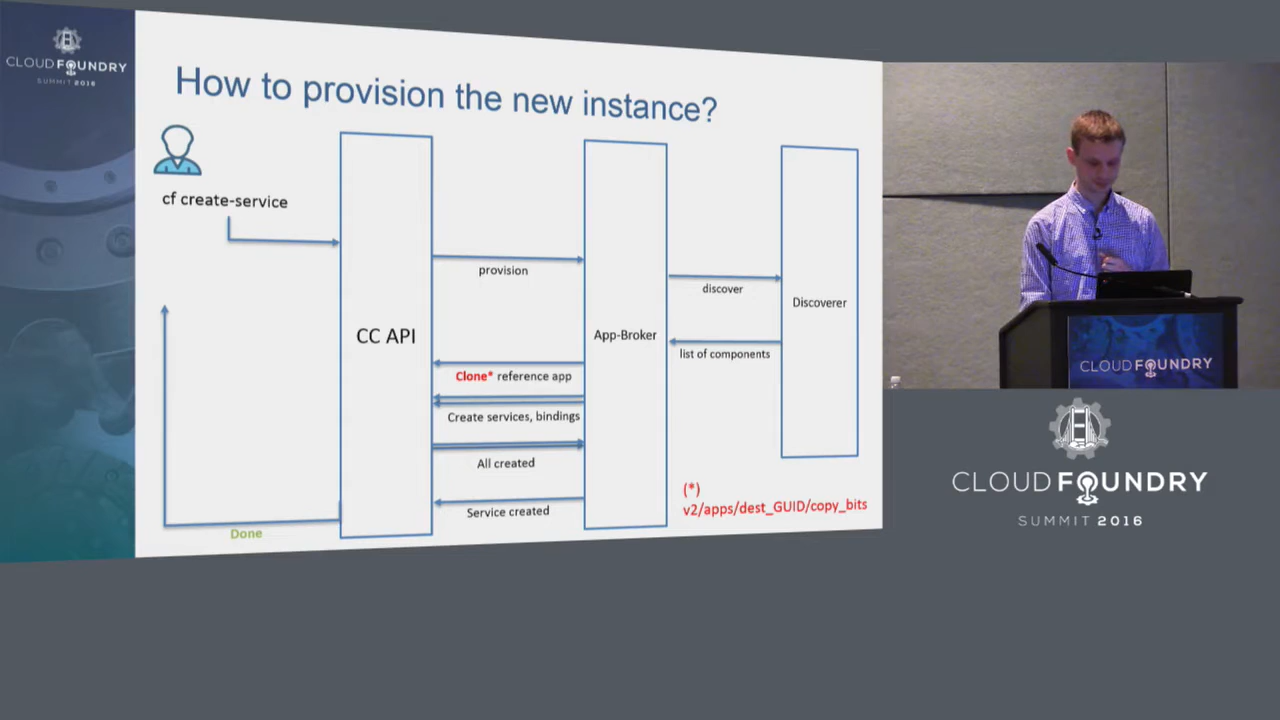 CLOUD FOUNDRY
SUMMIT 2016
How to provision the new instance?
cf create-service
provision
discover
Discoverer
CC API
App-Broker
list of components
Clone* reference app
Create services, bindings
All created
(*)
v2/apps/dest_GUID/copy_bits
Service created
Done
CLOUD FOUNDRY
CLOUD FOUNDRY
SUMMIT 2016